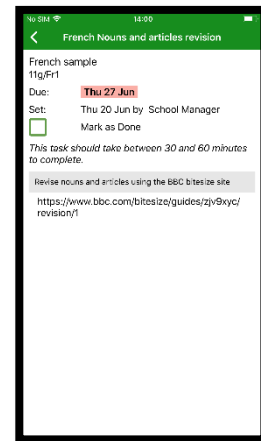 No SIM 14:00
French Nouns and articles revision
French sample
11g/Fr1
Due: Thu 27 Jun
Set: Thu 20 Jun by School Manager
Mark as Done
This task should take between 30 and 60 minutes
to complete.
Revise nouns and articles using the BBC bitesize site
https://www.bbc.com/bitesize/guides/zjv9xyc/
revision/1